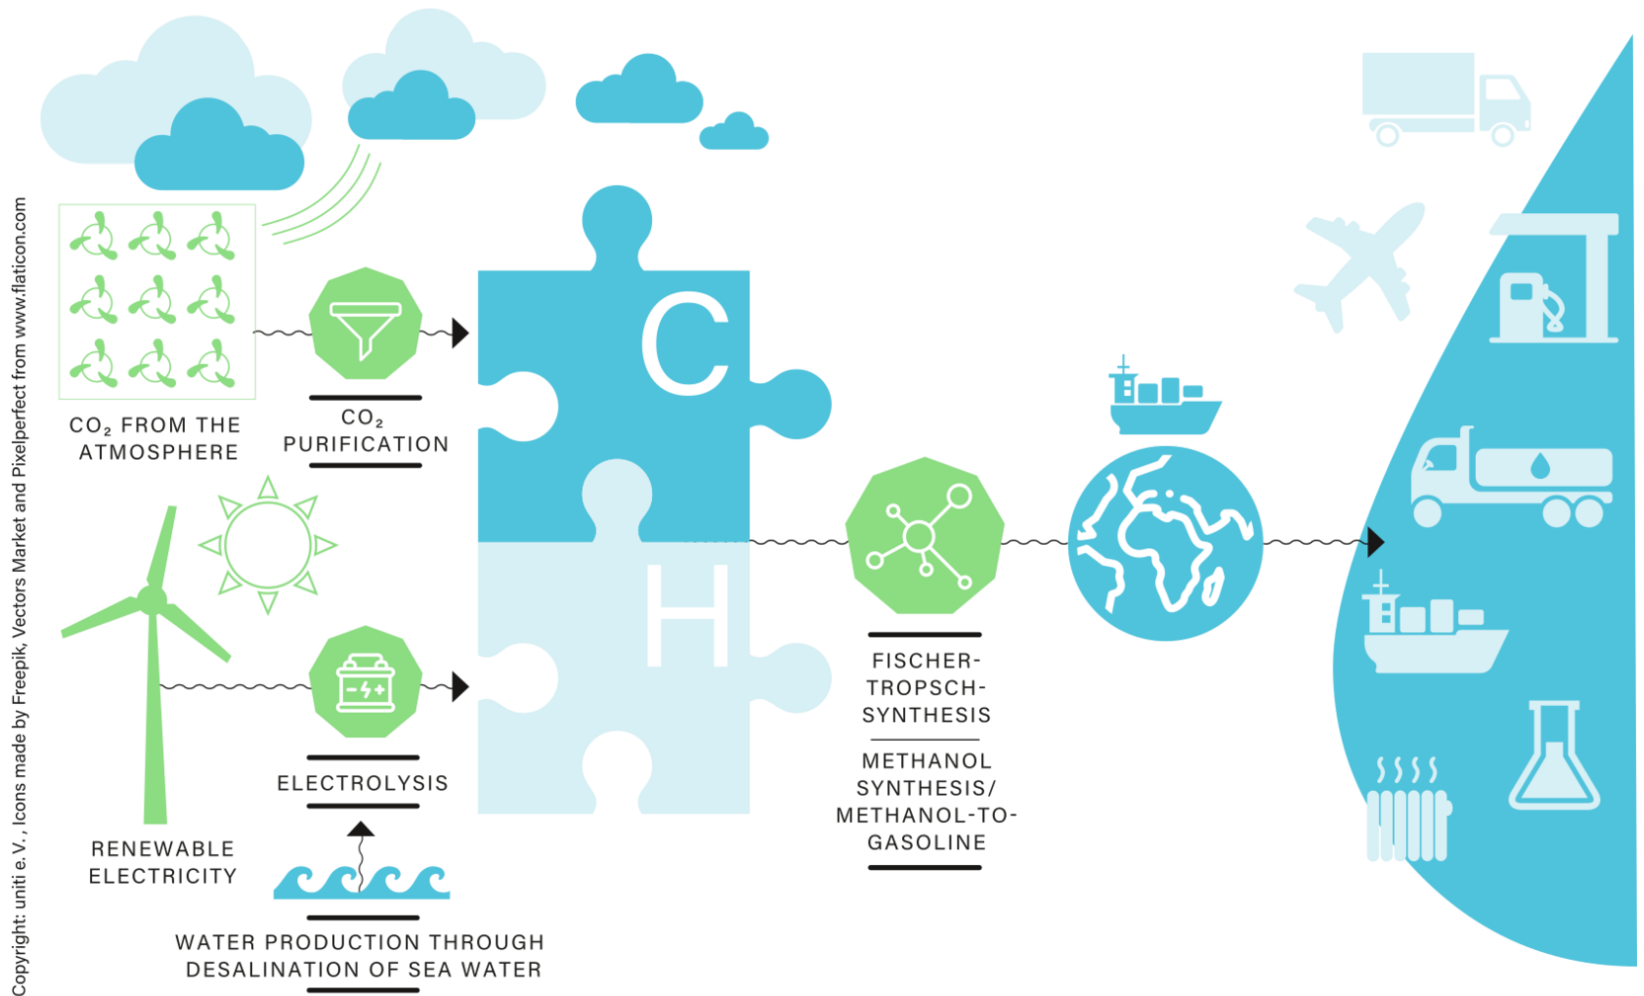 Copyright: uniti e. V., Icons made by Freepik, Vectors Market and Pixelperfect from www.flaticon.com
CO₂ FROM THE
ATMOSPHERE
CO₂
PURIFICATION
C
H
RENEWABLE
ELECTRICITY
ELECTROLYSIS
WATER PRODUCTION THROUGH
DESALINATION OF SEA WATER
FISCHER-
TROPSCH-
SYNTHESIS
METHANOL
SYNTHESIS/
METHANOL-TO-
GASOLINE